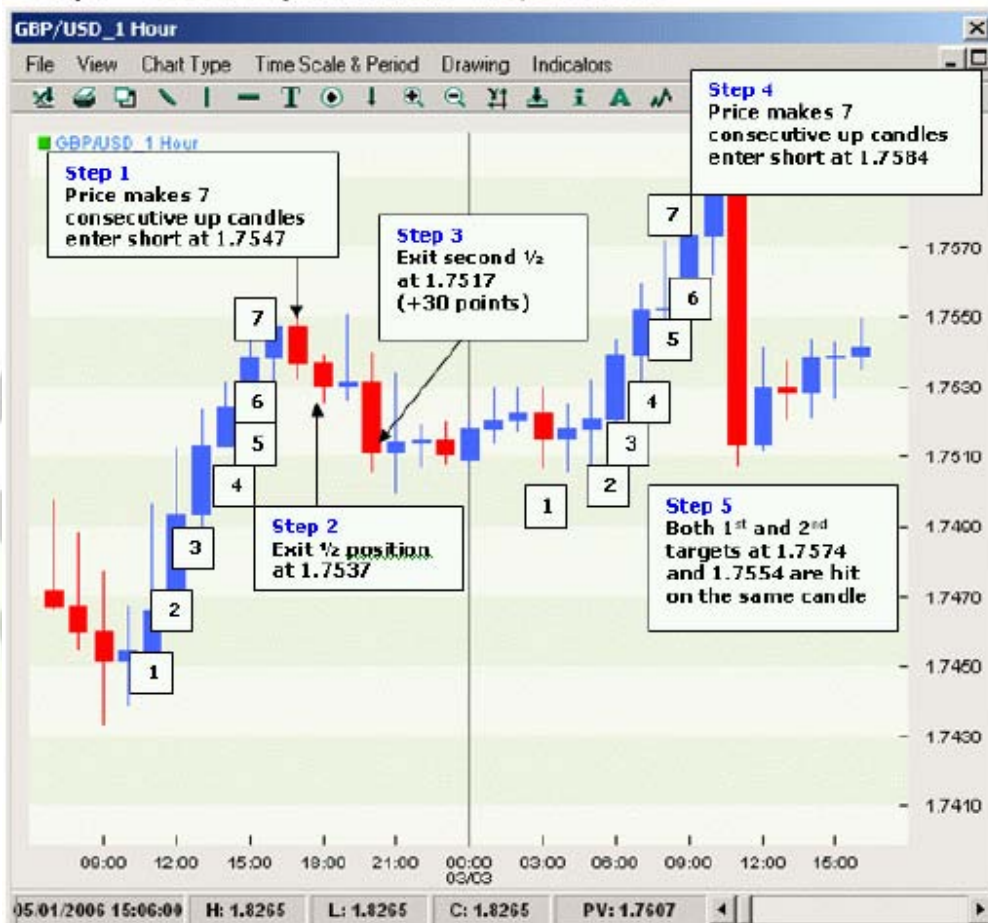 GBP/USD_1 Hour
File View Chart Type Time Scale & Period Drawing Indicators
GBP/USD_1 Hour
Step 1
Price makes 7
consecutive up candles
enter short at 1.7547
Step 4
Price makes 7
consecutive up candles
enter short at 1.7584
Step 3
Exit second ½
at 1.7517
(+30 points)
Step 2
Exit ½ position
at 1.7537
Step 5
Both 1st and 2nd
targets at 1.7574
and 1.7554 are hit
on the same candle
1
2
3
4
5
6
7
1
2
3
4
5
6
7
1.7570
1.7550
1.7530
1.7510
1.7490
1.7470
1.7450
1.7430
1.7410
09:00 12:00 15:00 18:00 21:00 00:00 03:00 06:00 09:00 12:00 15:00
03/03
05/01/2006 15:06:00 H: 1.8265 L: 1.8265 C: 1.8265 PV: 1.7607